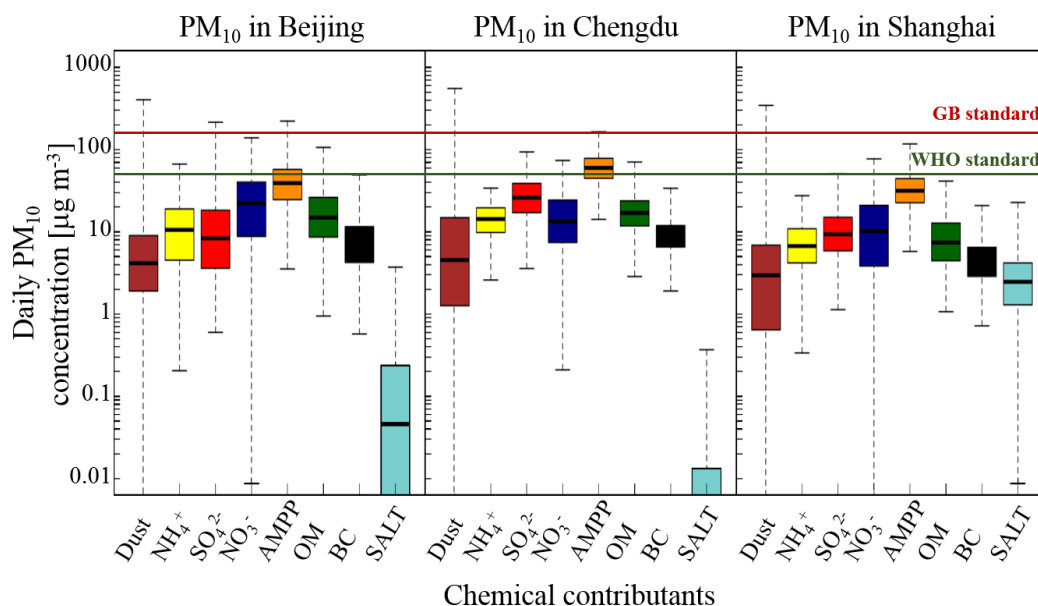 PM₁₀ in Beijing
PM₁₀ in Chengdu
PM₁₀ in Shanghai
Daily PM₁₀
concentration [µg m⁻³]
1000
100
10
1
0.1
0.01
GB standard
WHO standard
Dust
NH₄⁺
SO₄²⁻
NO₃⁻
AMPP
OM
BC
SALT
Dust
NH₄⁺
SO₄²⁻
NO₃⁻
AMPP
OM
BC
SALT
Dust
NH₄⁺
SO₄²⁻
NO₃⁻
AMPP
OM
BC
SALT
Chemical contributants